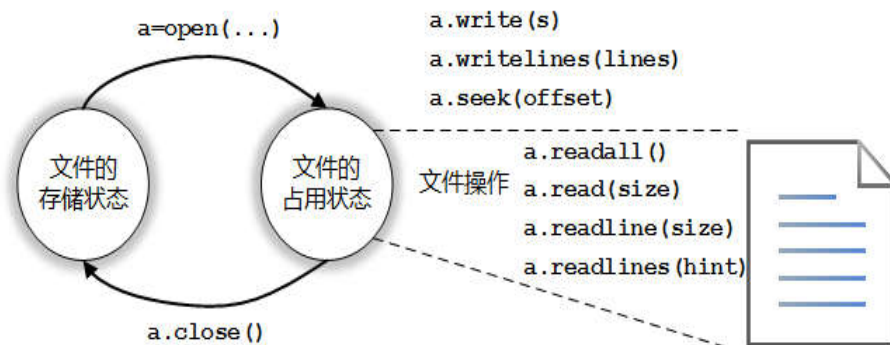 a=open(...)
a.write(s)
a.writelines(lines)
a.seek(offset)
文件的
存储状态
文件的
占用状态
文件操作
a.readall()
a.read(size)
a.readline(size)
a.readlines(hint)
a.close()